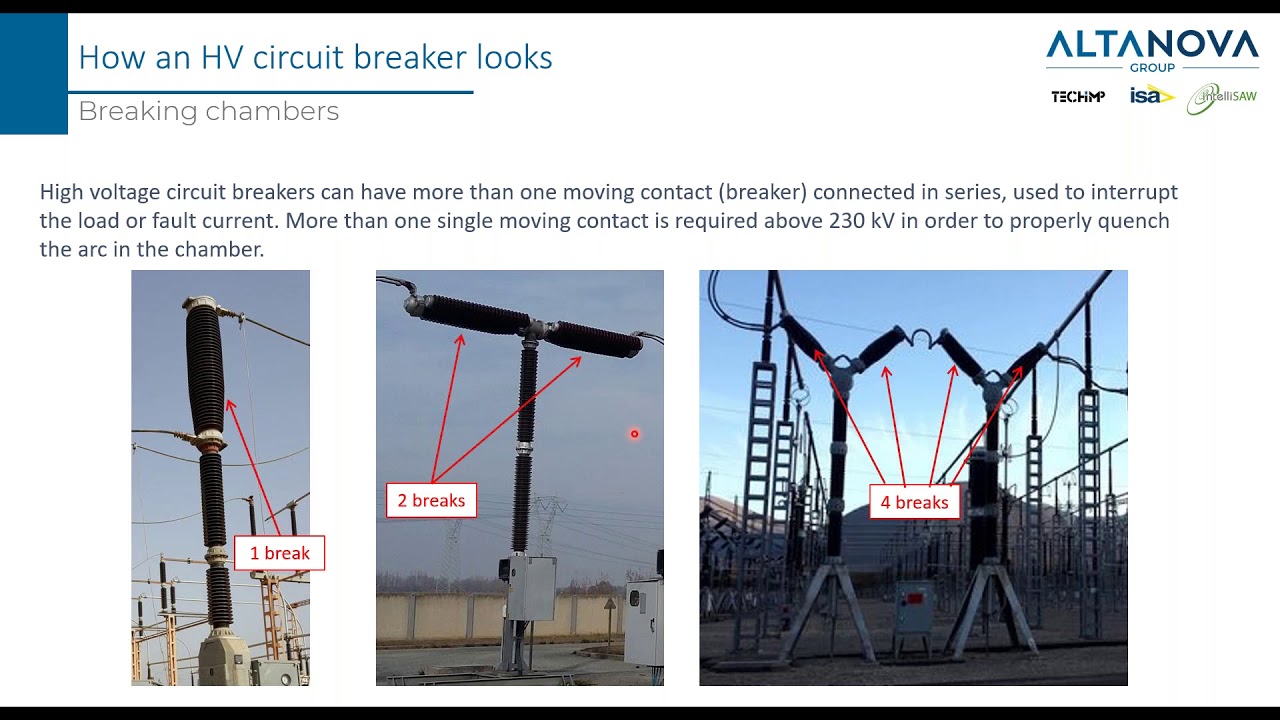 How an HV circuit breaker looks
Breaking chambers
ALTANOVA
GROUP
TECHIMP
isa
intelliSAW
High voltage circuit breakers can have more than one moving contact (breaker) connected in series, used to interrupt
the load or fault current. More than one single moving contact is required above 230 kV in order to properly quench
the arc in the chamber.
1 break
2 breaks
4 breaks